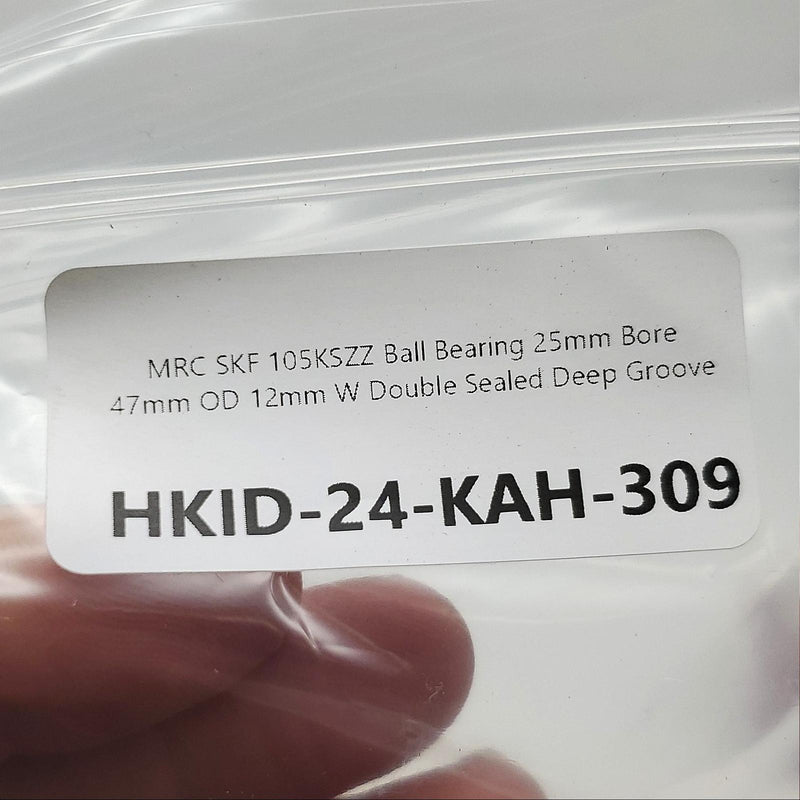 MRC SKF 105KSZZ Ball Bearing 25mm Bore
47mm OD 12mm W Double Sealed Deep Groove
HKID-24-KAH-309